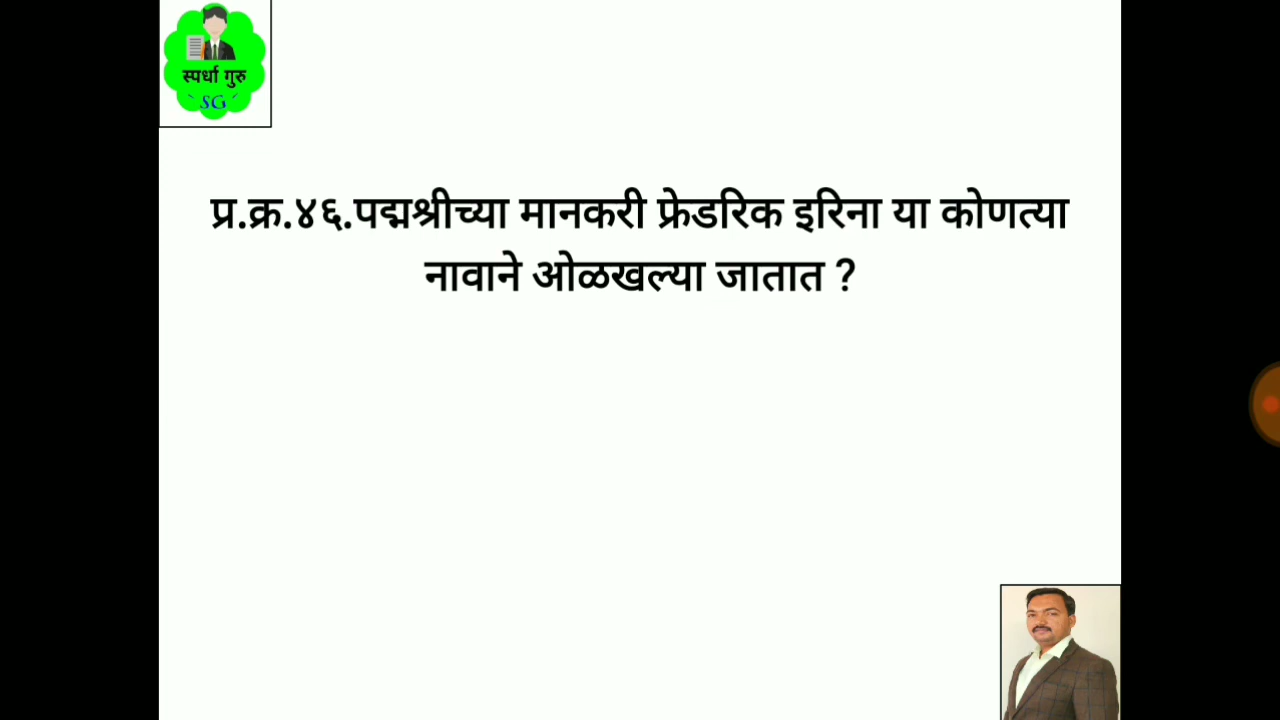 स्पर्धा गुरु
` SG ´
प्र.क्र.४६.पद्मश्रीच्या मानकरी फ्रेडरिक इरिना या कोणत्या
नावाने ओळखल्या जातात ?